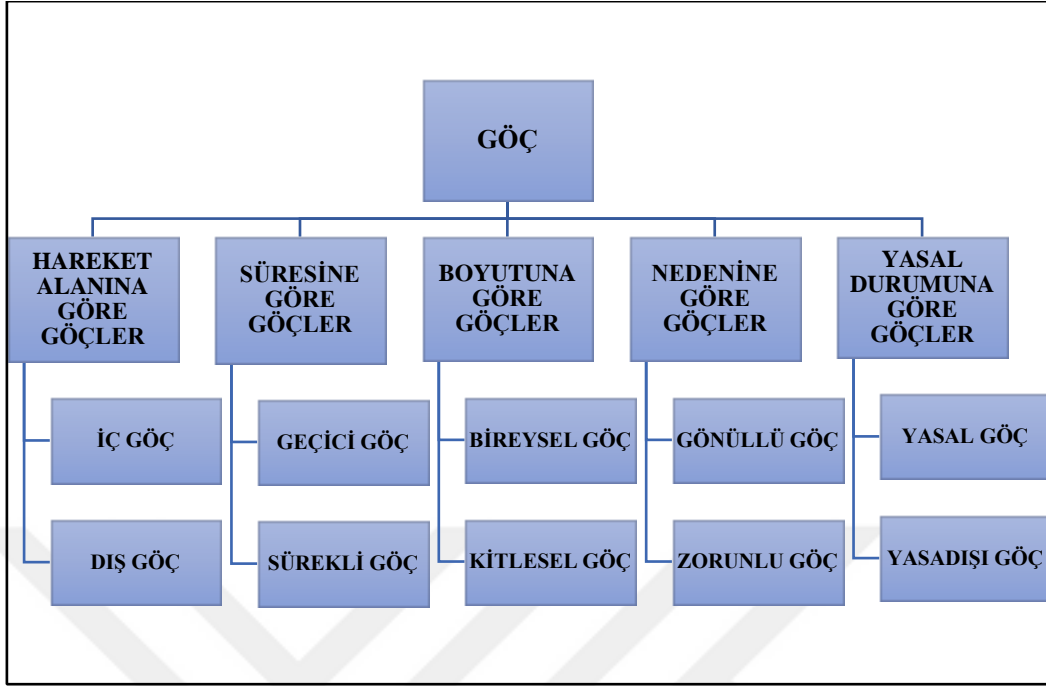 GÖÇ
HAREKET
ALANINA
GÖRE
GÖÇLER
SÜRESİNE
GÖRE
GÖÇLER
BOYUTUNA
GÖRE
GÖÇLER
NEDENİNE
GÖRE
GÖÇLER
YASAL
DURUMUNA
GÖRE
GÖÇLER
İÇ GÖÇ
GEÇİCİ GÖÇ
BİREYSEL GÖÇ
GÖNÜLLÜ GÖÇ
YASAL GÖÇ
DIŞ GÖÇ
SÜREKLİ GÖÇ
KİTLESEL GÖÇ
ZORUNLU GÖÇ
YASADIŞI GÖÇ